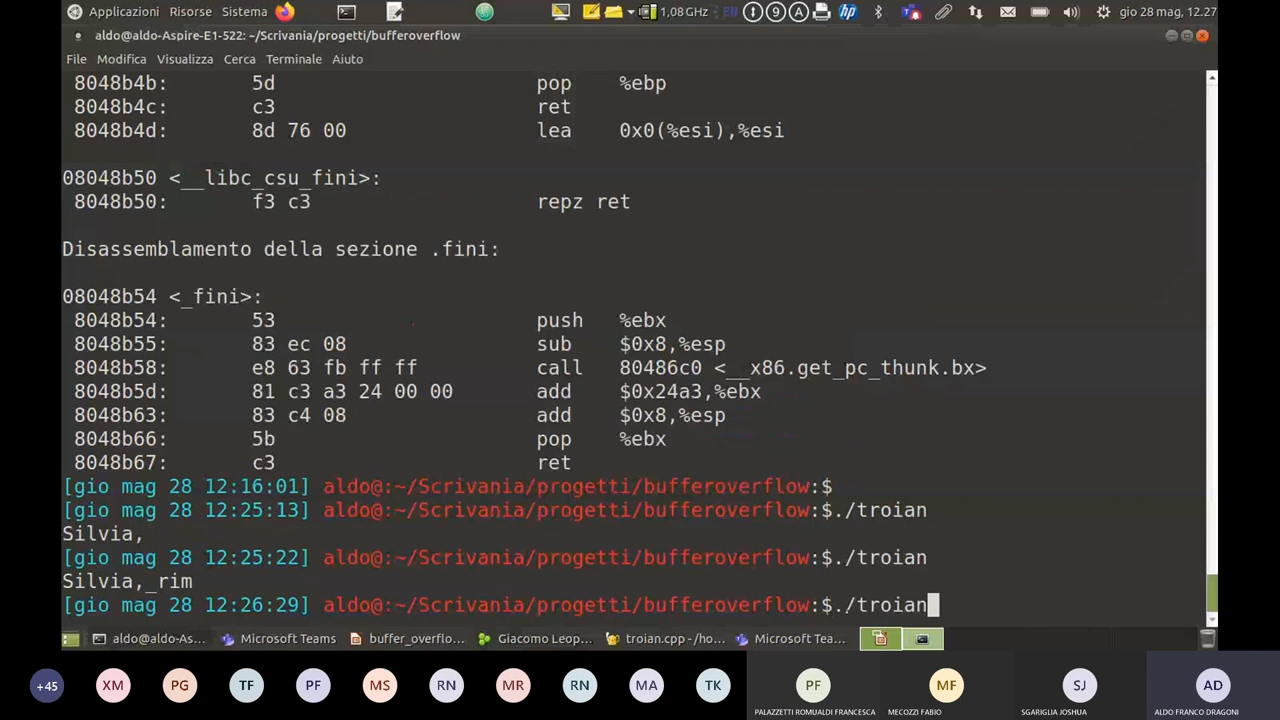 Applicazioni Risorse Sistema 1,08 GHz EN 9 A hp gio 28 mag, 12.27
aldo@aldo-Aspire-E1-522: ~/Scrivania/progetti/bufferoverflow
File Modifica Visualizza Cerca Terminale Aiuto
8048b4b: 5d pop %ebp
8048b4c: c3 ret
8048b4d: 8d 76 00 lea 0x0(%esi),%esi
08048b50 <__libc_csu_fini>:
8048b50: f3 c3 repz ret
Disassemblamento della sezione .fini:
08048b54 <_fini>:
8048b54: 53 push %ebx
8048b55: 83 ec 08 sub $0x8,%esp
8048b58: e8 63 fb ff ff call 80486c0 <__x86.get_pc_thunk.bx>
8048b5d: 81 c3 a3 24 00 00 add $0x24a3,%ebx
8048b63: 83 c4 08 add $0x8,%esp
8048b66: 5b pop %ebx
8048b67: c3 ret
[gio mag 28 12:16:01] aldo@:~/Scrivania/progetti/bufferoverflow:$
[gio mag 28 12:25:13] aldo@:~/Scrivania/progetti/bufferoverflow:$./troian
Silvia,
[gio mag 28 12:25:22] aldo@:~/Scrivania/progetti/bufferoverflow:$./troian
Silvia,_rim
[gio mag 28 12:26:29] aldo@:~/Scrivania/progetti/bufferoverflow:$./troian
aldo@aldo-As... Microsoft Teams buffer_overflo... Giacomo Leop... troian.cpp -/ho... Microsoft Tea...
+45 XM PG TF PF MS RN MR RN MA TK PF MF SJ AD
PALAZZETTI ROMUALDI FRANCESCA MECOZZI FABIO SGARIGLIA JOSHUA ALDO FRANCO DRAGONI